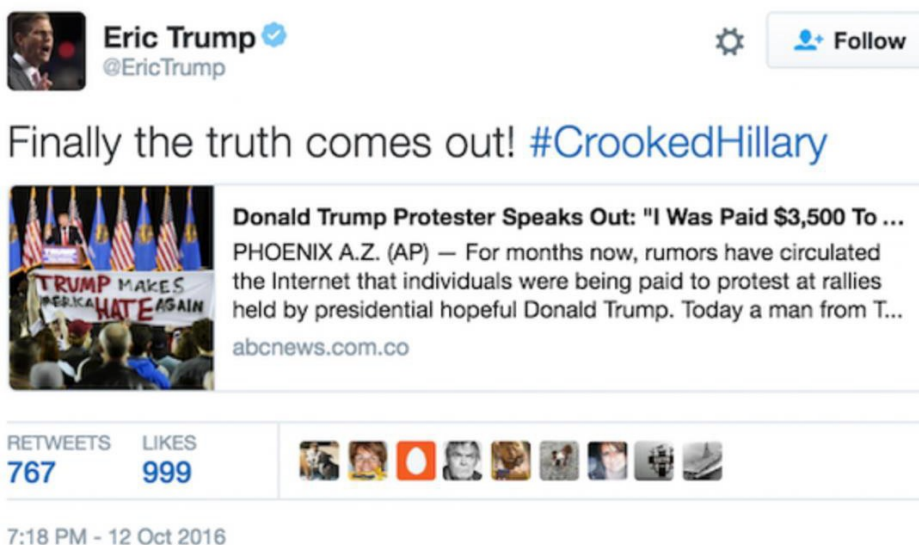 Eric Trump
@EricTrump
Follow
Finally the truth comes out! #CrookedHillary
Donald Trump Protester Speaks Out: "I Was Paid $3,500 To ...
PHOENIX A.Z. (AP) — For months now, rumors have circulated
the Internet that individuals were being paid to protest at rallies
held by presidential hopeful Donald Trump. Today a man from T...
abcnews.com.co
TRUMP
TRUMP MAKES
AMERICA HATE AGAIN
RETWEETS LIKES
767 999
7:18 PM - 12 Oct 2016